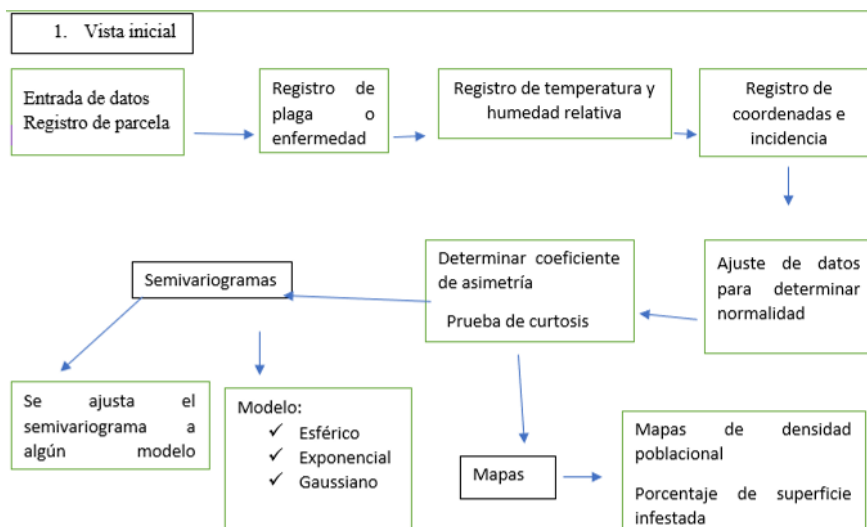 1. Vista inicial
Entrada de datos
Registro de parcela
Registro de
plaga o
enfermedad
Registro de temperatura y
humedad relativa
Registro de
coordenadas e
incidencia
Semivariogramas
Determinar coeficiente
de asimetría
Prueba de curtosis
Ajuste de datos
para determinar
normalidad
Se ajusta el
semivariograma a
algún modelo
Modelo:
✓ Esférico
✓ Exponencial
✓ Gaussiano
Mapas
Mapas de densidad
poblacional
Porcentaje de superficie
infestada